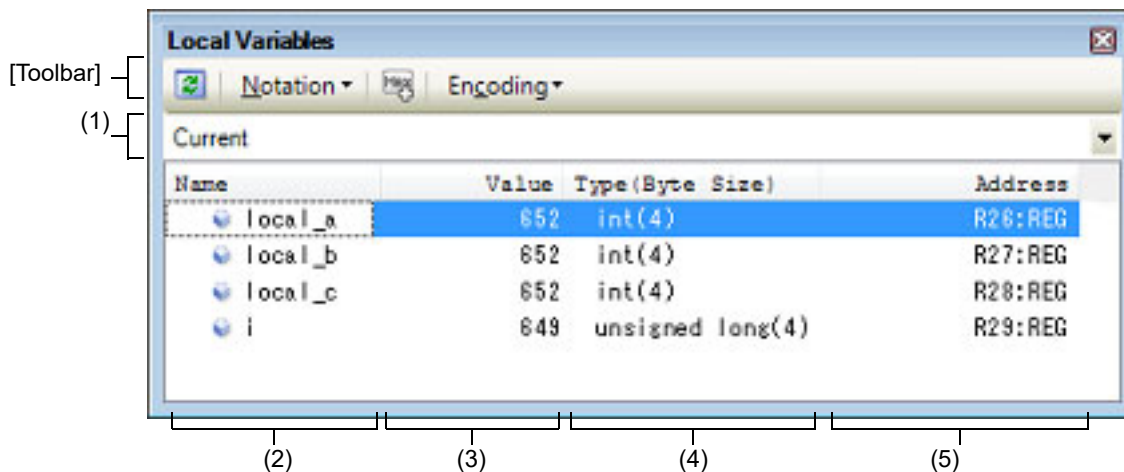 Local Variables
[Toolbar]
Notation Hex Encoding
(1)
Current
Name Value Type(Byte Size) Address
local_a 652 int(4) R26:REG
local_b 652 int(4) R27:REG
local_c 652 int(4) R28:REG
i 649 unsigned long(4) R29:REG
(2) (3) (4) (5)